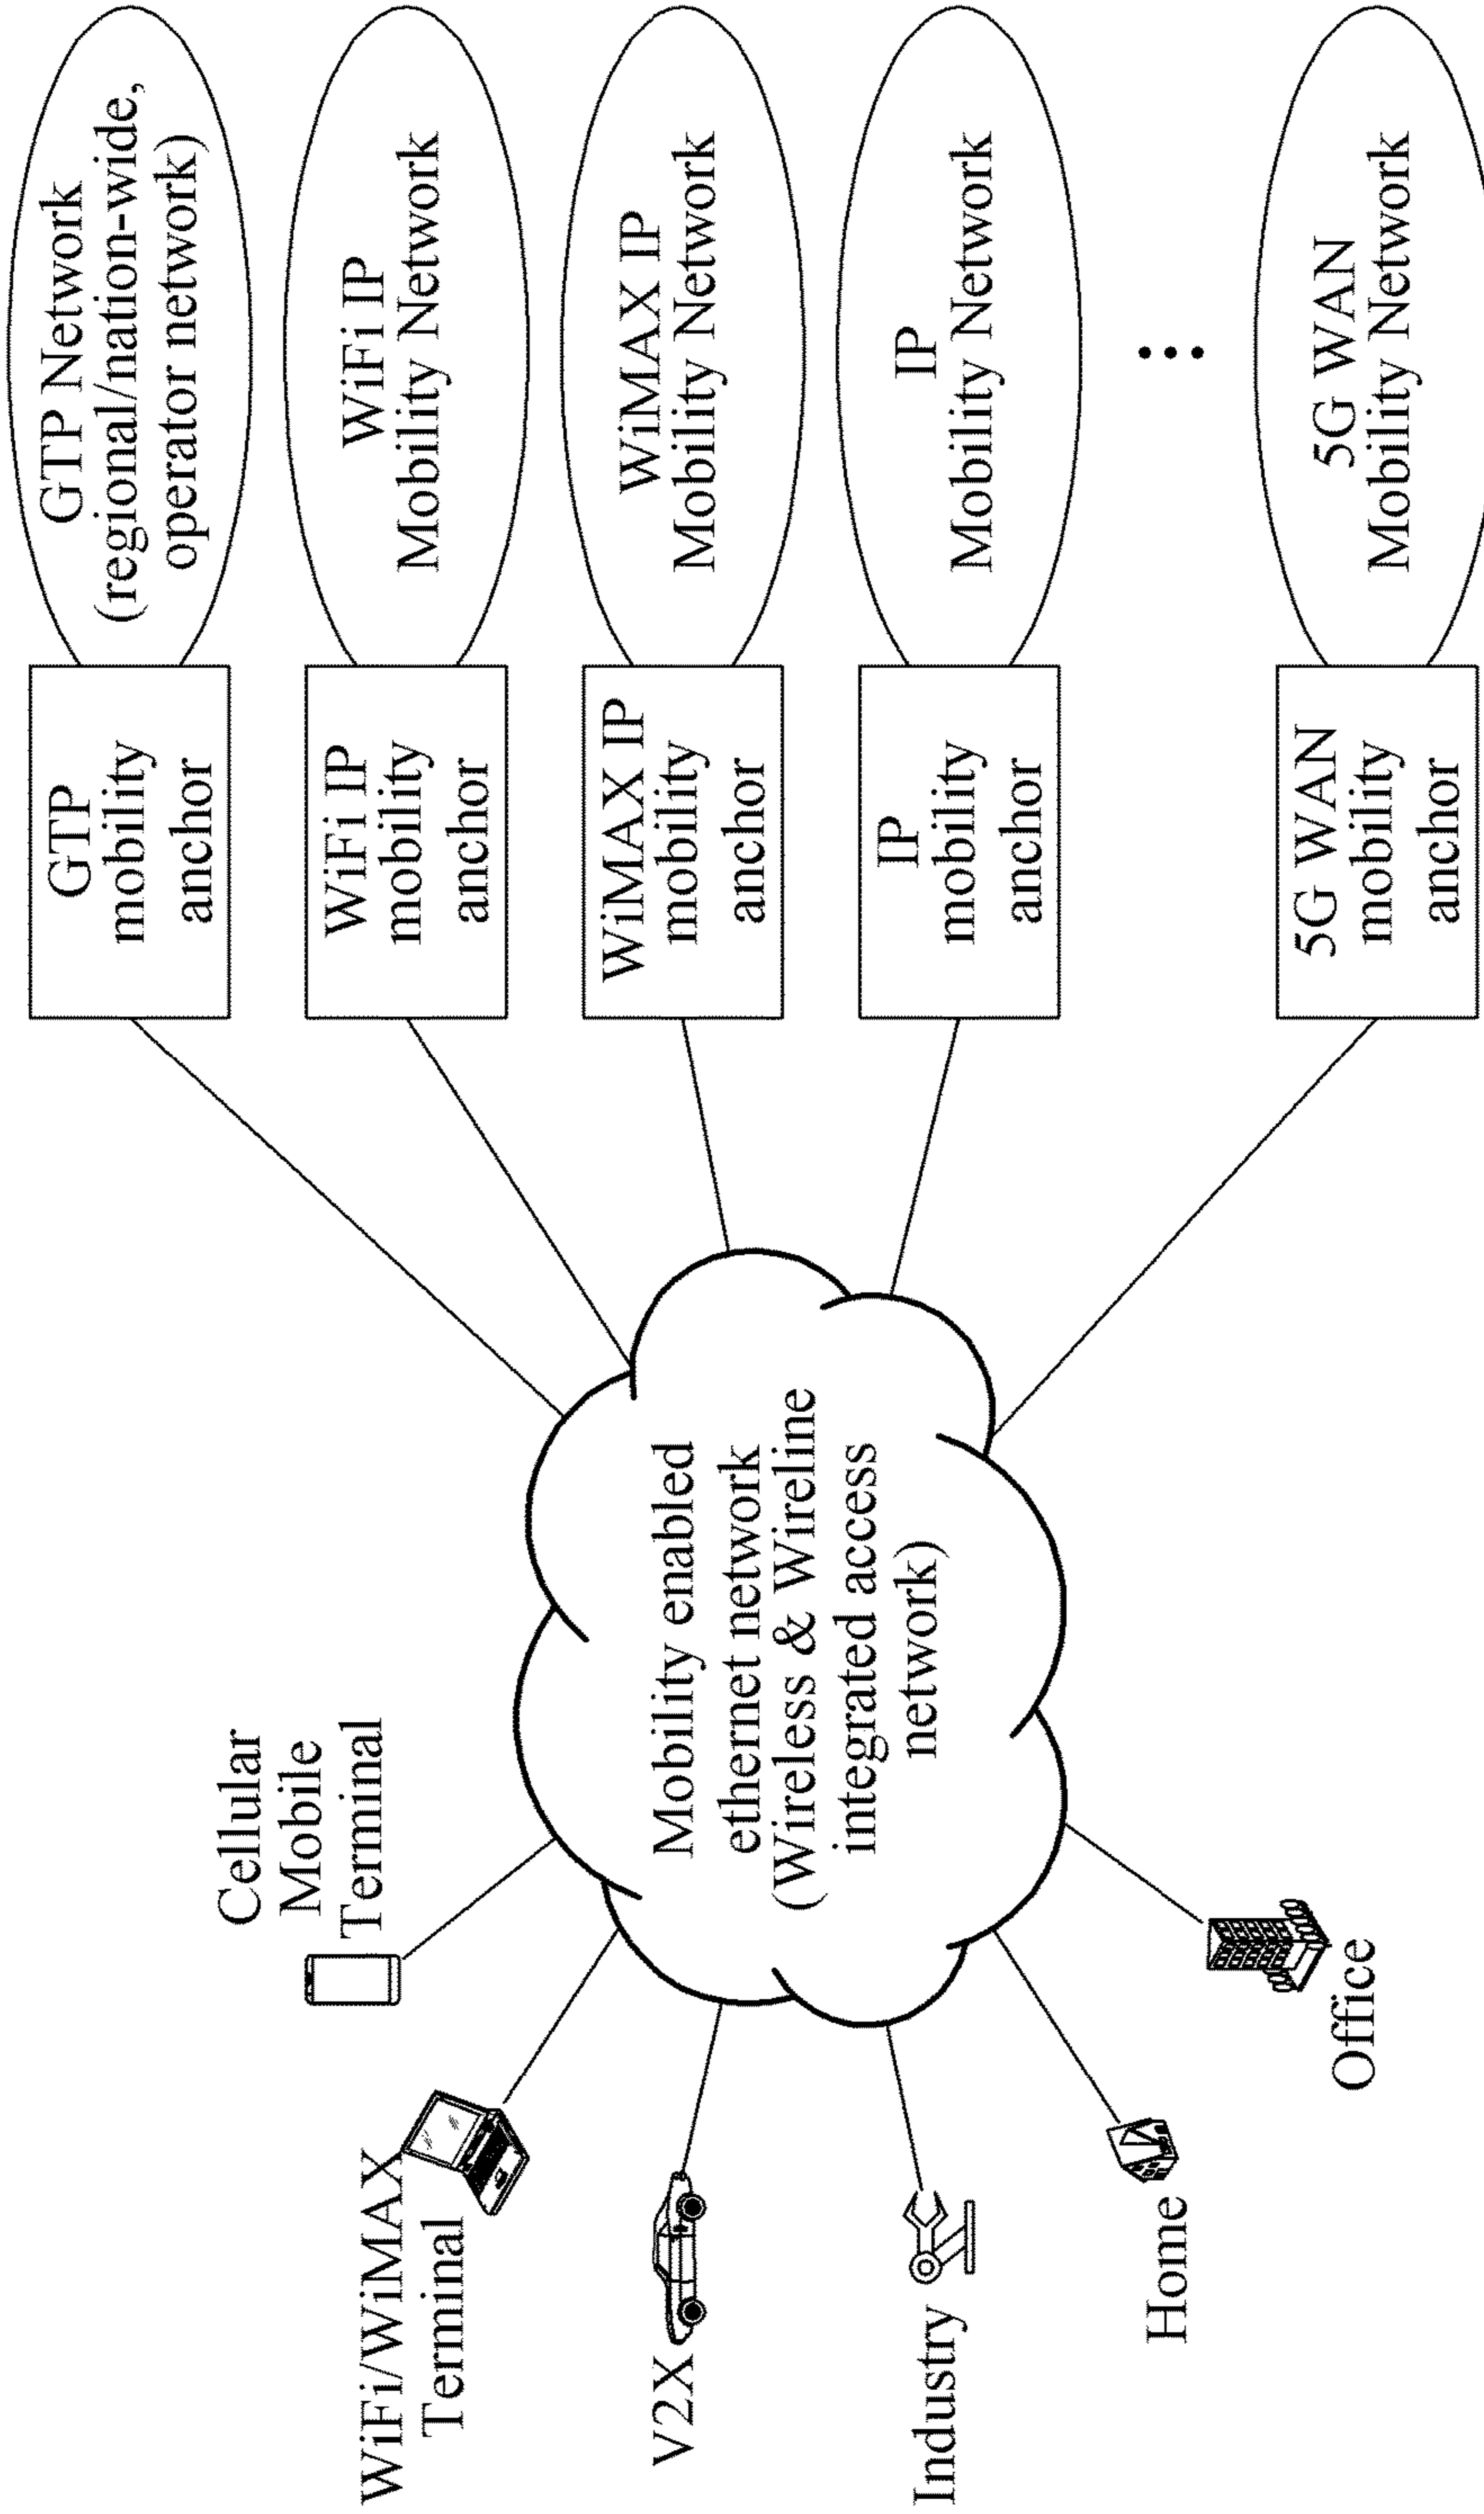 Cellular
Mobile
Terminal
WiFi/WiMAX
Terminal
V2X
Industry
Home
Office
Mobility enabled
ethernet network
(Wireless & Wireline
integrated access
network)
GTP
mobility
anchor
GTP Network
(regional/nation-wide,
operator network)
WiFi IP
mobility
anchor
WiFi IP
Mobility Network
WiMAX IP
mobility
anchor
WiMAX IP
Mobility Network
IP
mobility
anchor
IP
Mobility Network
5G WAN
mobility
anchor
5G WAN
Mobility Network